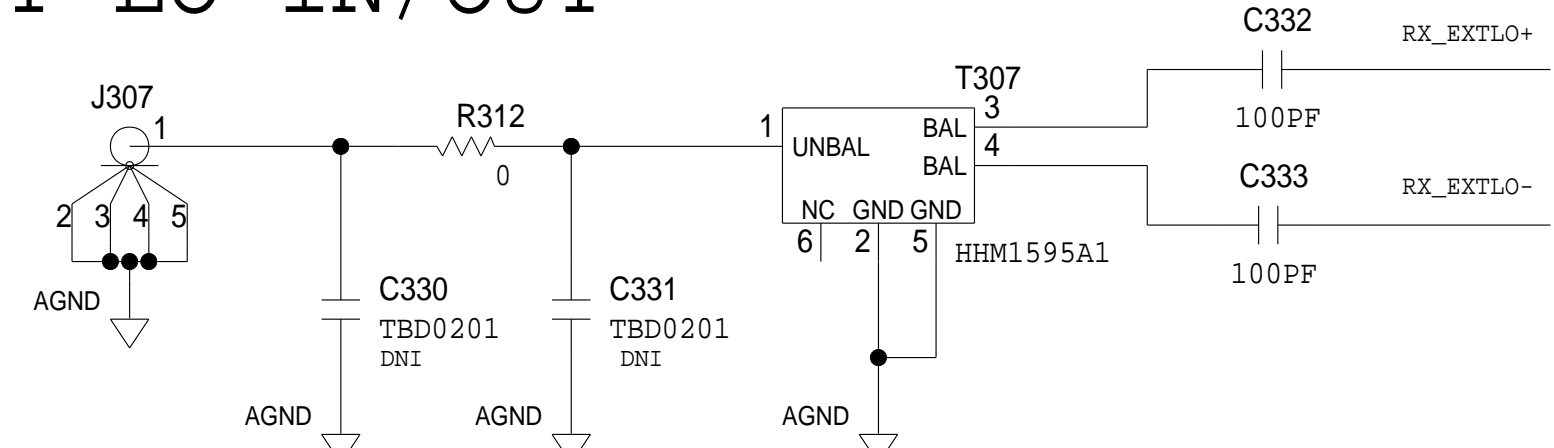 LO IN/OUT
C332
RX_EXTLO+
J307
T307
1
R312
1
3
100PF
UNBAL
BAL
4
0
BAL
C333
RX_EXTLO-
2 3 4 5
NC GND GND
6 2 5
HHM1595A1
100PF
AGND
C330
C331
TBD0201
TBD0201
DNI
DNI
AGND
AGND
AGND